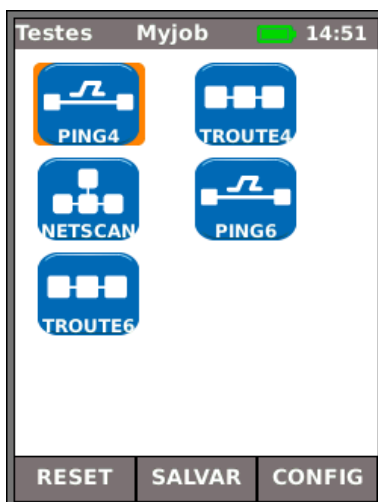 Testes Myjob 14:51
PING4 TROUTE4
NETSCAN PING6
TROUTE6
RESET SALVAR CONFIG